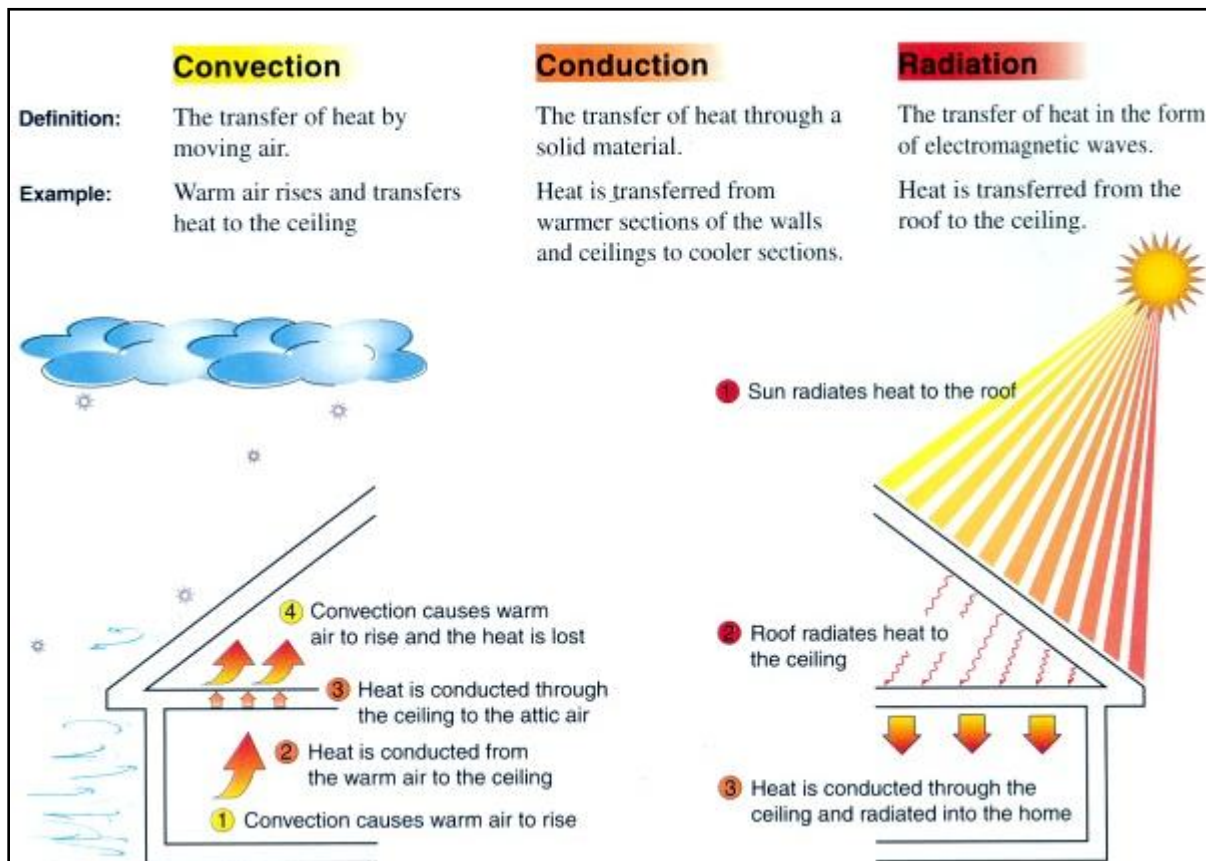 Convection
Conduction
Radiation
Definition:
The transfer of heat by
moving air.
The transfer of heat through a
solid material.
The transfer of heat in the form
of electromagnetic waves.
Example:
Warm air rises and transfers
heat to the ceiling
Heat is transferred from
warmer sections of the walls
and ceilings to cooler sections.
Heat is transferred from the
roof to the ceiling.
1 Sun radiates heat to the roof
4 Convection causes warm
air to rise and the heat is lost
3 Heat is conducted through
the ceiling to the attic air
2 Heat is conducted from
the warm air to the ceiling
1 Convection causes warm air to rise
2 Roof radiates heat to
the ceiling
3 Heat is conducted through the
ceiling and radiated into the home